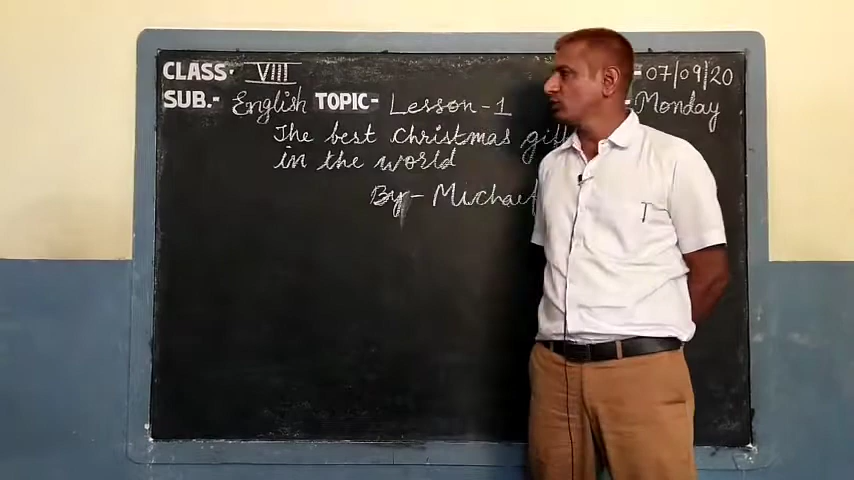 CLASS- VIII -07/09/20
SUB.- English TOPIC- Lesson -1 Monday
The best christmas
in the world
By - Michael